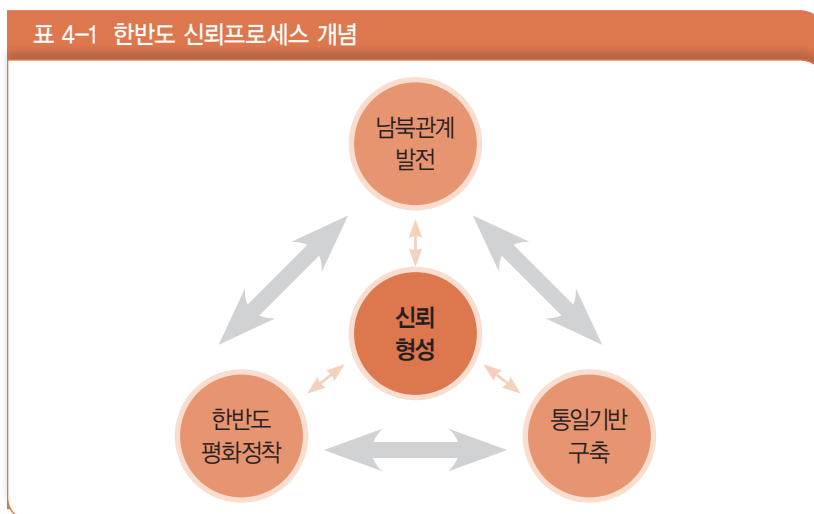 표 4-1 한반도 신뢰프로세스 개념
남북관계
발전
신뢰
형성
한반도
평화정착
통일기반
구축